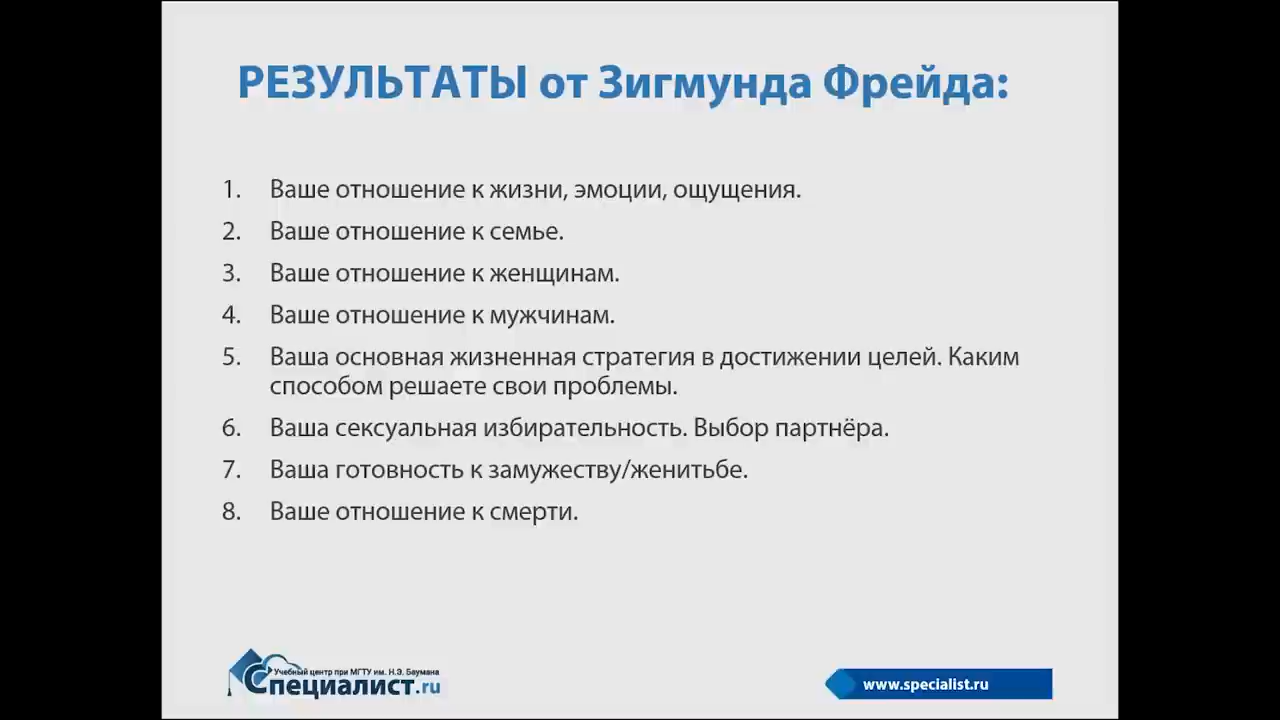 РЕЗУЛЬТАТЫ от Зигмунда Фрейда:
1. Ваше отношение к жизни, эмоции, ощущения.
2. Ваше отношение к семье.
3. Ваше отношение к женщинам.
4. Ваше отношение к мужчинам.
5. Ваша основная жизненная стратегия в достижении целей. Каким
способом решаете свои проблемы.
6. Ваша сексуальная избирательность. Выбор партнёра.
7. Ваша готовность к замужеству/женитьбе.
8. Ваше отношение к смерти.
Учебный центр при МГТУ им. Н.Э. Баумана
Специалист.ru
www.specialist.ru